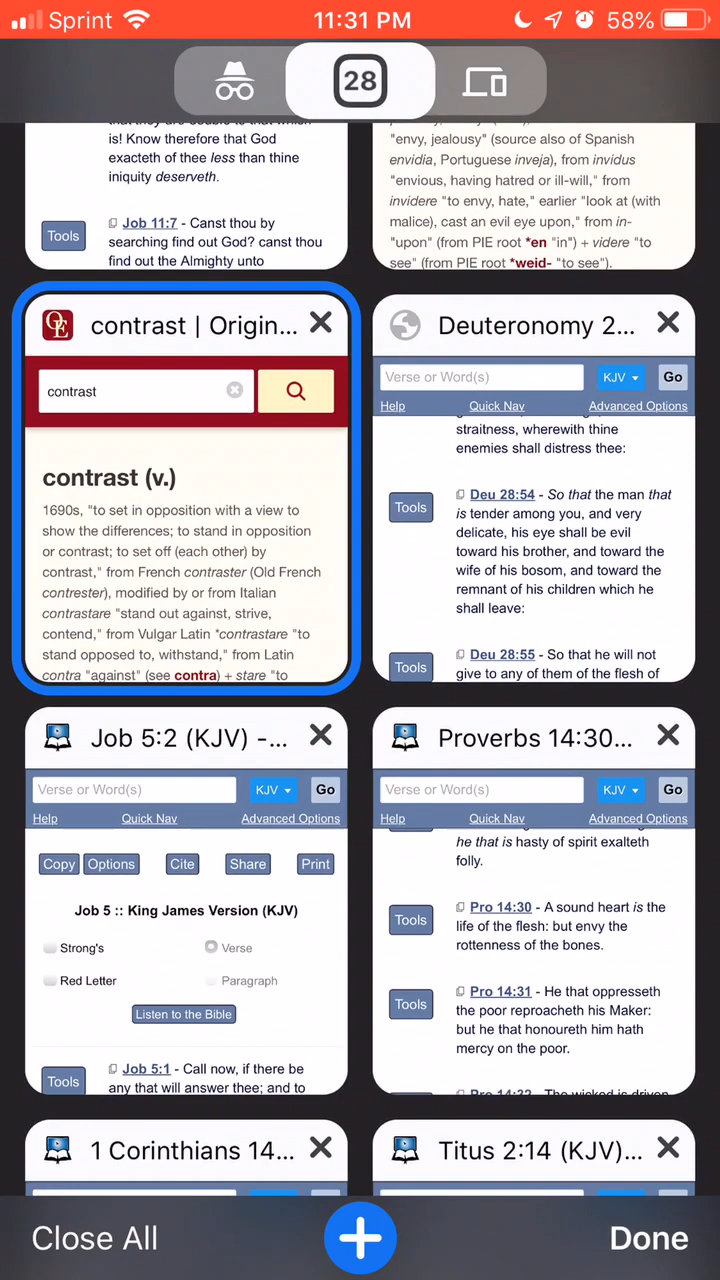 Sprint 11:31 PM 58%
28
is! Know therefore that God
exacteth of thee less than thine
iniquity deserveth.
Tools
Job 11:7 - Canst thou by
searching find out God? canst thou
find out the Almighty unto
"envy, jealousy" (source also of Spanish
envidia, Portuguese inveja), from invidus
"envious, having hatred or ill-will," from
invidere "to envy, hate," earlier "look at (with
malice), cast an evil eye upon," from in-
"upon" (from PIE root *en "in") + videre "to
see" (from PIE root *weid- "to see").
OE contrast | Origin...
contrast
contrast (v.)
1690s, "to set in opposition with a view to
show the differences; to stand in opposition
or contrast; to set off (each other) by
contrast," from French contraster (Old French
contrester), modified by or from Italian
contrastare "stand out against, strive,
contend," from Vulgar Latin *contrastare "to
stand opposed to, withstand," from Latin
contra "against" (see contra) + stare "to
Deuteronomy 2...
Verse or Word(s) KJV Go
Help Quick Nav Advanced Options
straitness, wherewith thine
enemies shall distress thee:
Tools
Deu 28:54 - So that the man that
is tender among you, and very
delicate, his eye shall be evil
toward his brother, and toward the
wife of his bosom, and toward the
remnant of his children which he
shall leave:
Tools
Deu 28:55 - So that he will not
give to any of them of the flesh of
Job 5:2 (KJV) -...
Verse or Word(s) KJV Go
Help Quick Nav Advanced Options
Copy Options Cite Share Print
Job 5 :: King James Version (KJV)
Strong's Verse
Red Letter Paragraph
Listen to the Bible
Tools
Job 5:1 - Call now, if there be
any that will answer thee; and to
Proverbs 14:30...
Verse or Word(s) KJV Go
Help Quick Nav Advanced Options
he that is hasty of spirit exalteth
folly.
Tools
Pro 14:30 - A sound heart is the
life of the flesh: but envy the
rottenness of the bones.
Tools
Pro 14:31 - He that oppresseth
the poor reproacheth his Maker:
but he that honoureth him hath
mercy on the poor.
Pro 14:32 - The wicked is driven
1 Corinthians 14...
Titus 2:14 (KJV)...
Close All Done